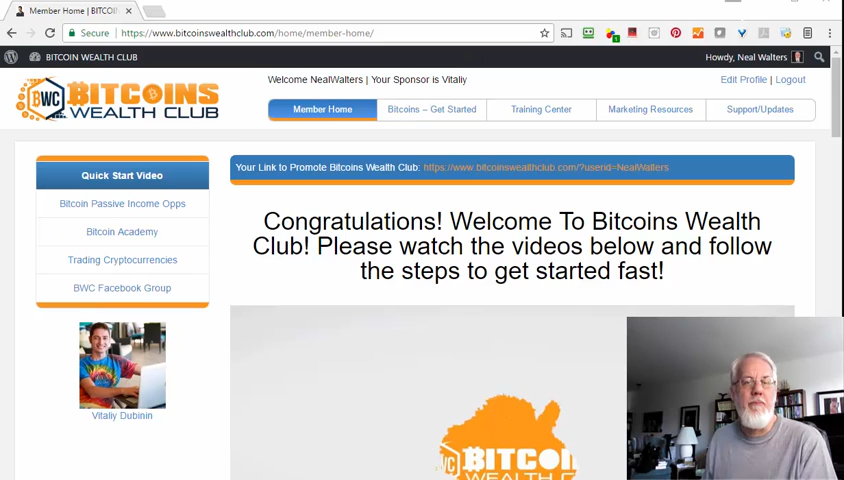 Member Home | BITCOI
Secure | https://www.bitcoinswealthclub.com/home/member-home/
BITCOIN WEALTH CLUB
Howdy, Neal Walters
BWC BITCOINS
WEALTH CLUB
Welcome NealWalters | Your Sponsor is Vitaliy
Edit Profile | Logout
Member Home
Bitcoins – Get Started
Training Center
Marketing Resources
Support/Updates
Quick Start Video
Bitcoin Passive Income Opps
Bitcoin Academy
Trading Cryptocurrencies
BWC Facebook Group
Vitaliy Dubinin
Your Link to Promote Bitcoins Wealth Club: https://www.bitcoinswealthclub.com/?userid=NealWalters
Congratulations! Welcome To Bitcoins Wealth
Club! Please watch the videos below and follow
the steps to get started fast!
WC BITCOIN
WEALTH C